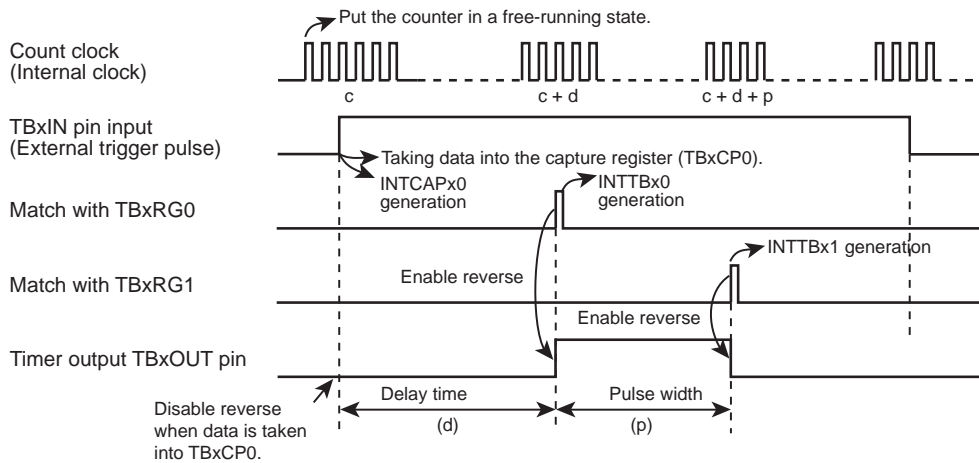 Put the counter in a free-running state.
Count clock
(Internal clock)
c
c + d
c + d + p
TBxIN pin input
(External trigger pulse)
Taking data into the capture register (TBxCP0).
INTCAPx0
generation
INTTBx0
generation
Match with TBxRG0
INTTBx1 generation
Enable reverse
Match with TBxRG1
Enable reverse
Timer output TBxOUT pin
Disable reverse
when data is taken
into TBxCP0.
Delay time
(d)
Pulse width
(p)